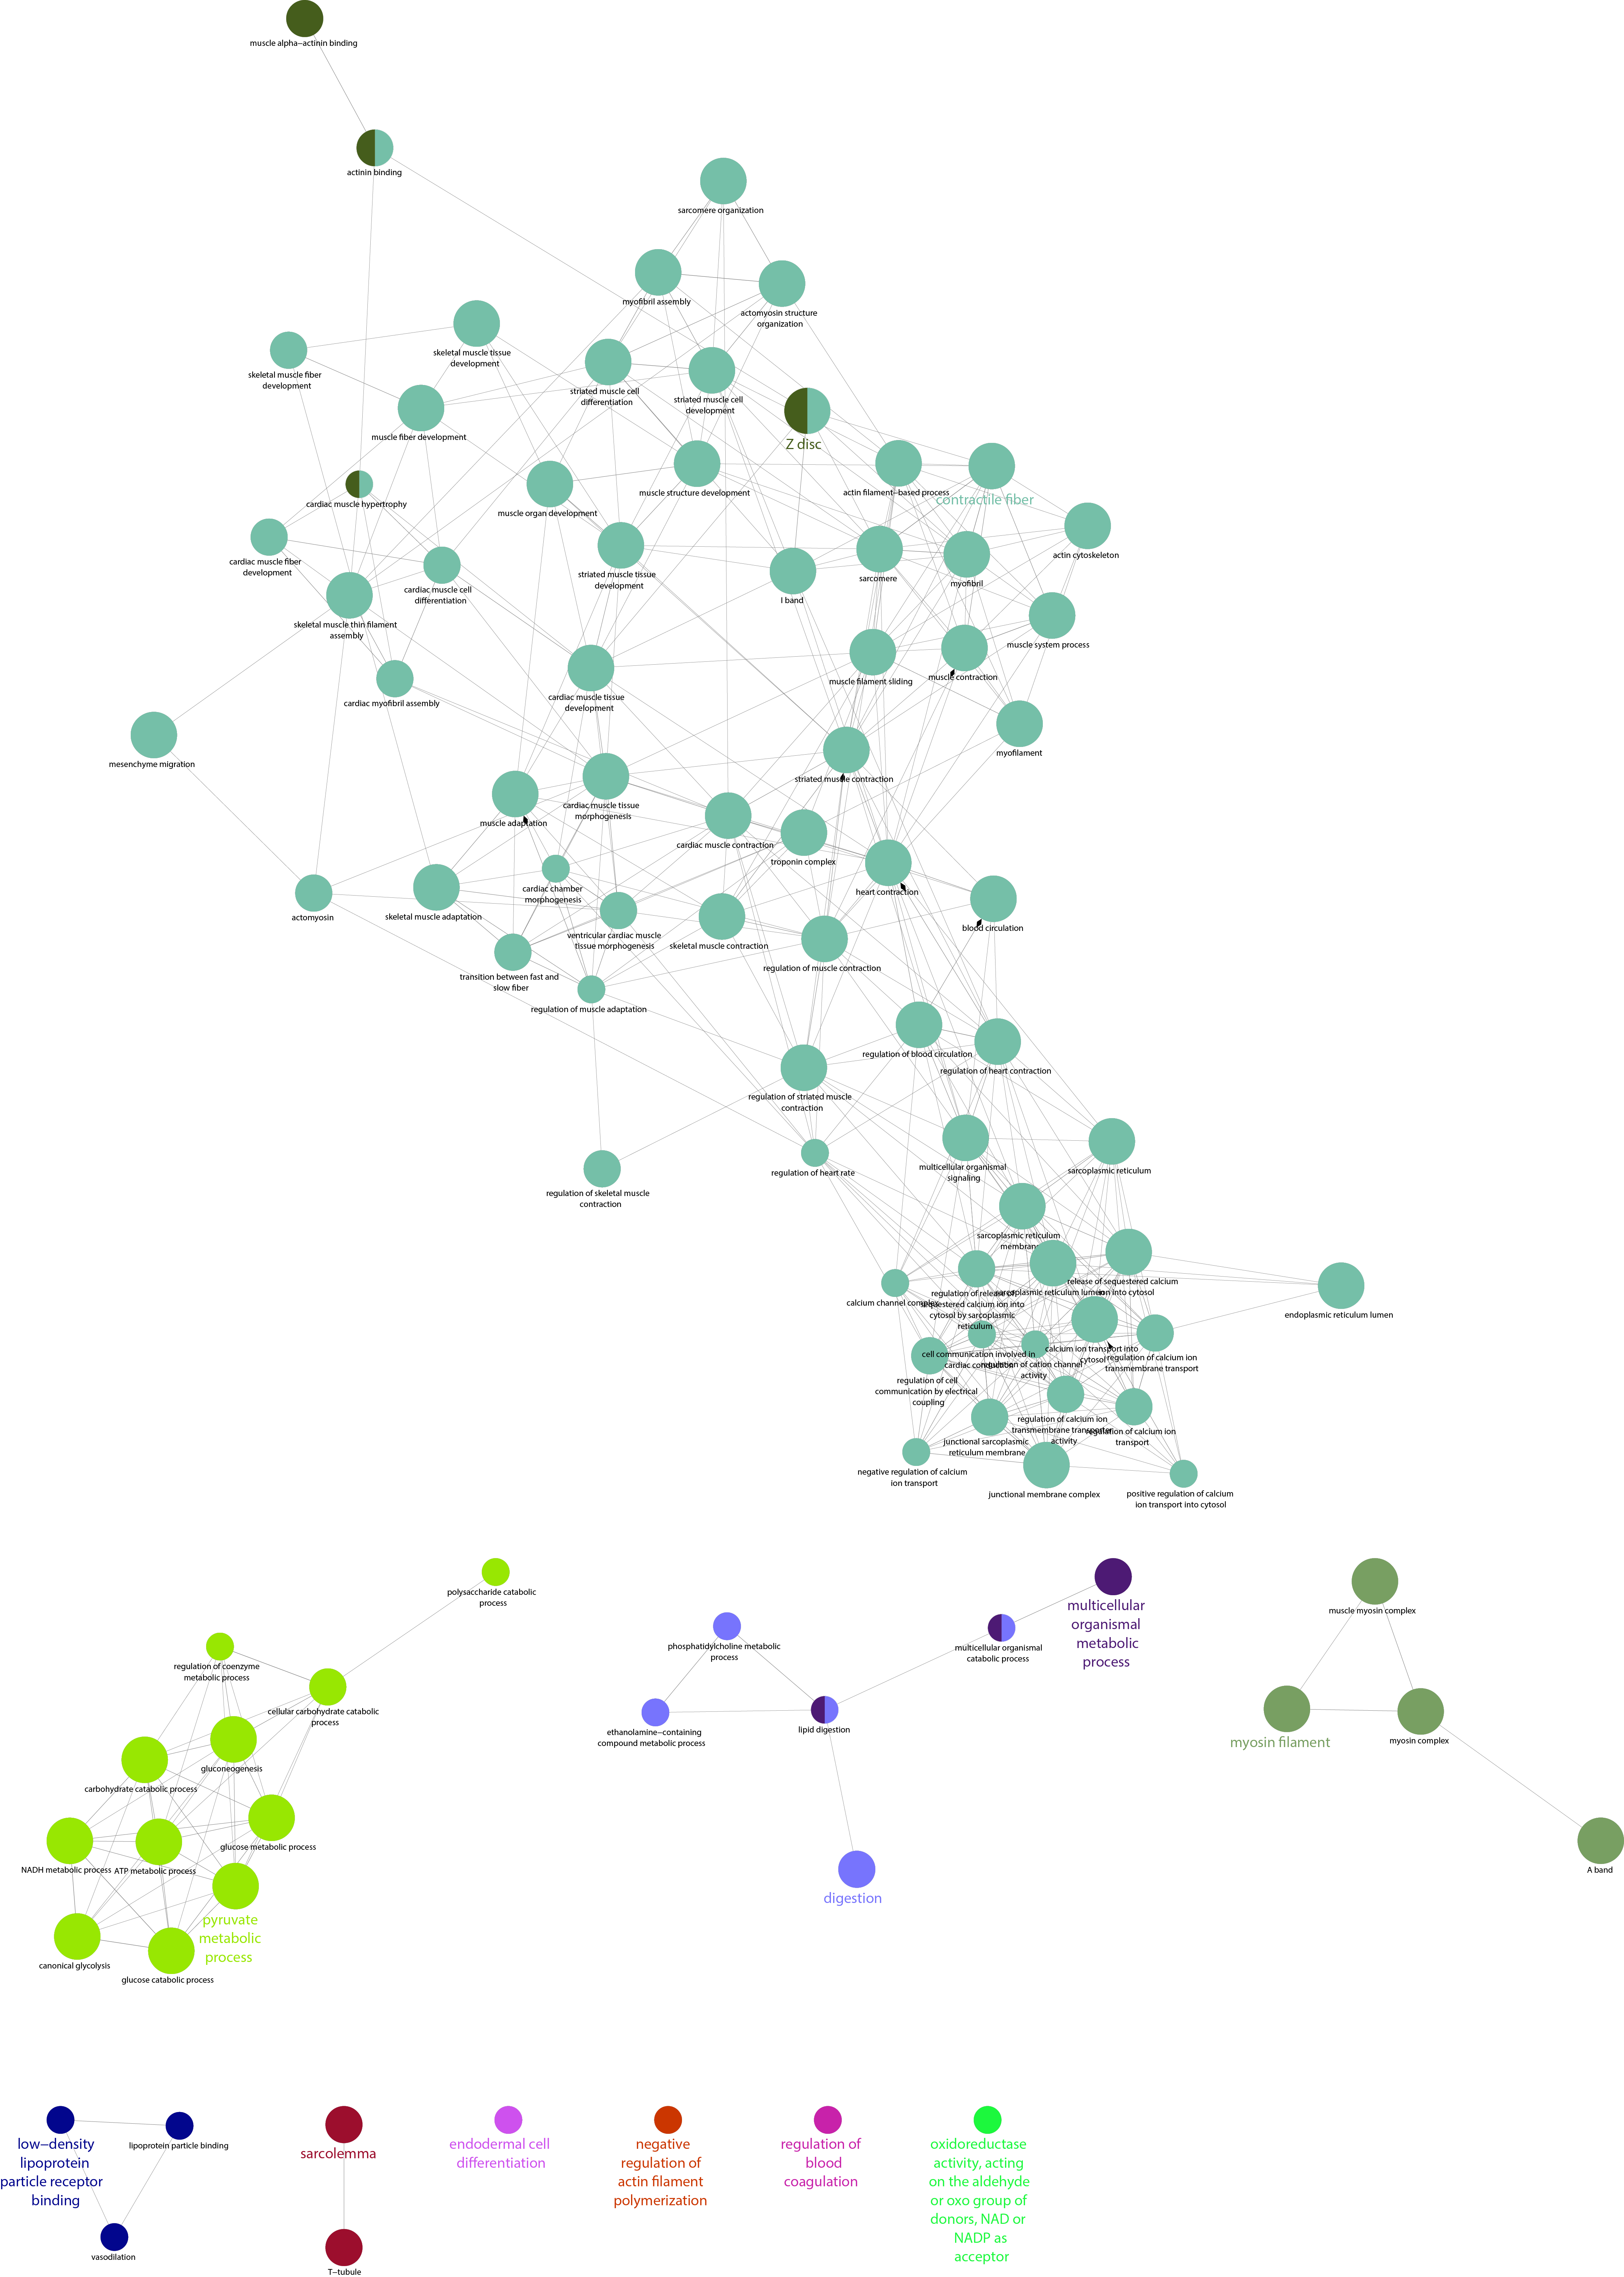 muscle alpha−actinin binding
actinin binding
sarcomere organization
myofibril assembly
actomyosin structure
organization
skeletal muscle tissue
development
skeletal muscle fiber
development
striated muscle cell
differentiation
striated muscle cell
development
muscle fiber development
Z disc
muscle structure development
actin filament−based process
contractile fiber
cardiac muscle hypertrophy
muscle organ development
actin cytoskeleton
cardiac muscle fiber
development
striated muscle tissue
development
sarcomere
myofibril
cardiac muscle cell
differentiation
I band
skeletal muscle thin filament
assembly
muscle system process
muscle filament sliding
muscle contraction
cardiac myofibril assembly
cardiac muscle tissue
development
myofilament
mesenchyme migration
striated muscle contraction
cardiac muscle tissue
morphogenesis
muscle adaptation
cardiac muscle contraction
troponin complex
heart contraction
cardiac chamber
morphogenesis
actomyosin
skeletal muscle adaptation
blood circulation
ventricular cardiac muscle
tissue morphogenesis
skeletal muscle contraction
regulation of muscle contraction
transition between fast and
slow fiber
regulation of muscle adaptation
regulation of blood circulation
regulation of heart contraction
regulation of striated muscle
contraction
multicellular organismal
signaling
sarcoplasmic reticulum
regulation of heart rate
regulation of skeletal muscle
contraction
sarcoplasmic reticulum
membrane
release of sequestered calcium
ion into cytosol
sarcoplasmic reticulum lumen
calcium channel complex
regulation of release of
sequestered calcium ion into
cytosol by sarcoplasmic
reticulum
endoplasmic reticulum lumen
calcium ion transport into
cytosol
cell communication involved in
cardiac conduction
regulation of cation channel
activity
regulation of calcium ion
transmembrane transport
regulation of cell
communication by electrical
coupling
regulation of calcium ion
transmembrane transporter
activity
regulation of calcium ion
transport
junctional sarcoplasmic
reticulum membrane
negative regulation of calcium
ion transport
junctional membrane complex
positive regulation of calcium
ion transport into cytosol
polysaccharide catabolic
process
regulation of coenzyme
metabolic process
cellular carbohydrate catabolic
process
gluconeogenesis
carbohydrate catabolic process
glucose metabolic process
NADH metabolic process
ATP metabolic process
pyruvate
metabolic
process
canonical glycolysis
glucose catabolic process
multicellular
organismal
metabolic
process
phosphatidylcholine metabolic
process
multicellular organismal
catabolic process
ethanolamine−containing
compound metabolic process
lipid digestion
digestion
muscle myosin complex
myosin filament
myosin complex
A band
low−density
lipoprotein
particle receptor
binding
lipoprotein particle binding
vasodilation
sarcolemma
T−tubule
endodermal cell
differentiation
negative
regulation of
actin filament
polymerization
regulation of
blood
coagulation
oxidoreductase
activity, acting
on the aldehyde
or oxo group of
donors, NAD or
NADP as
acceptor